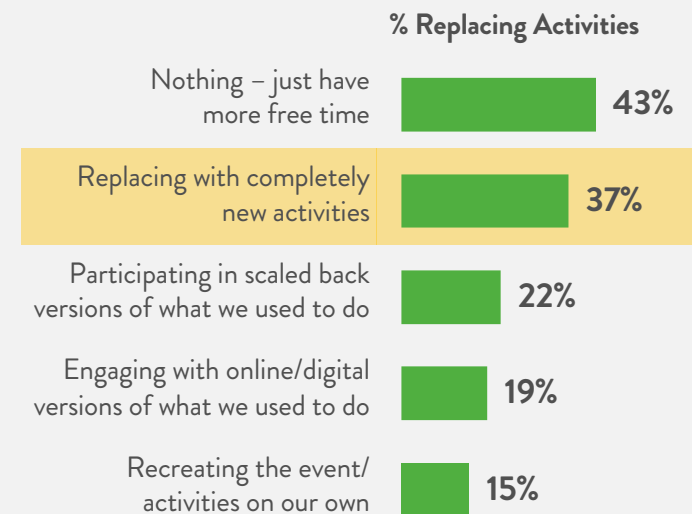 % Replacing Activities
Nothing – just have
more free time
43%
Replacing with completely
new activities
37%
Participating in scaled back
versions of what we used to do
22%
Engaging with online/digital
versions of what we used to do
19%
Recreating the event/
activities on our own
15%